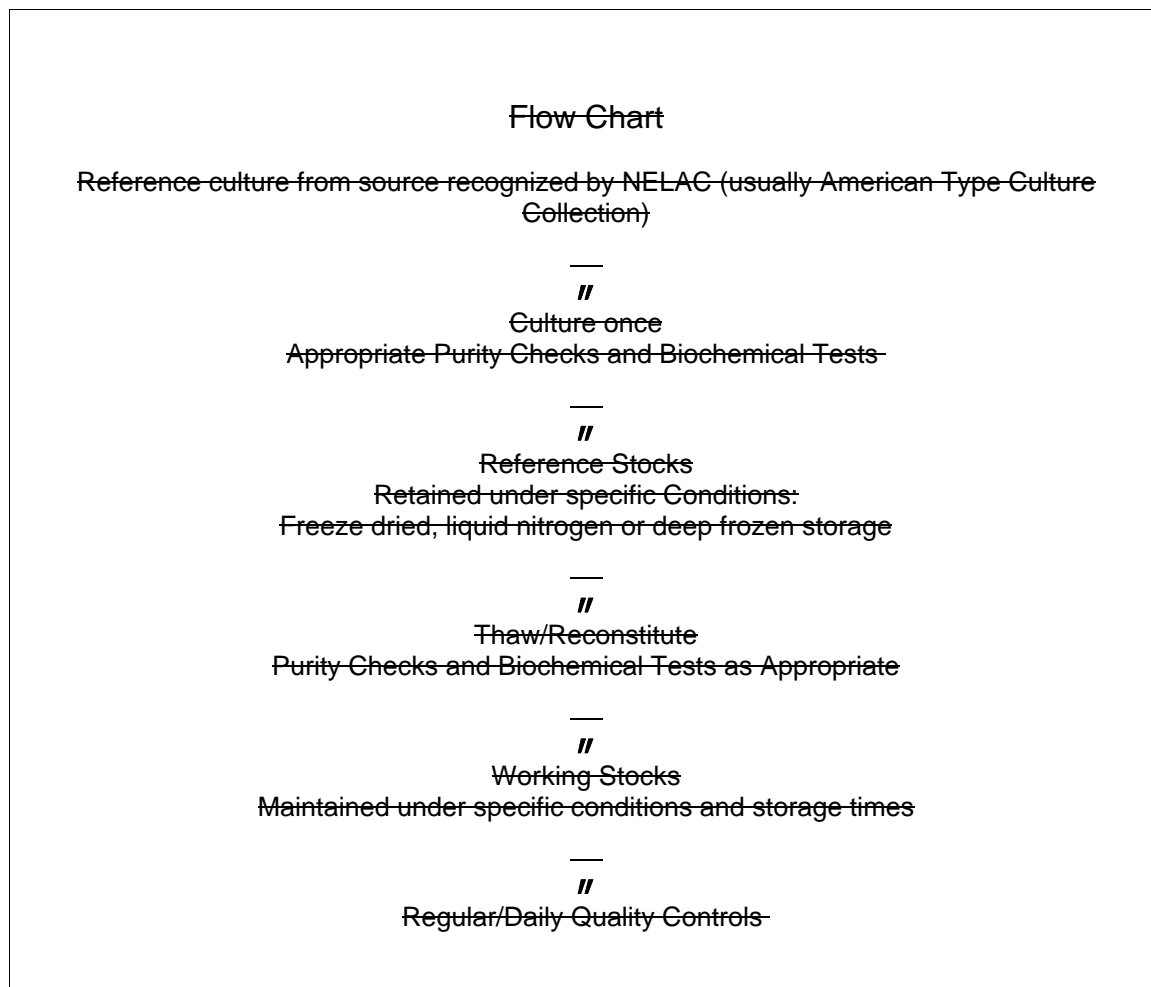 Flow Chart
Reference culture from source recognized by NELAC (usually American Type Culture
Collection)
〃
Culture once
Appropriate Purity Checks and Biochemical Tests
〃
Reference Stocks
Retained under specific Conditions:
Freeze dried, liquid nitrogen or deep frozen storage
〃
Thaw/Reconstitute
Purity Checks and Biochemical Tests as Appropriate
〃
Working Stocks
Maintained under specific conditions and storage times
〃
Regular/Daily Quality Controls